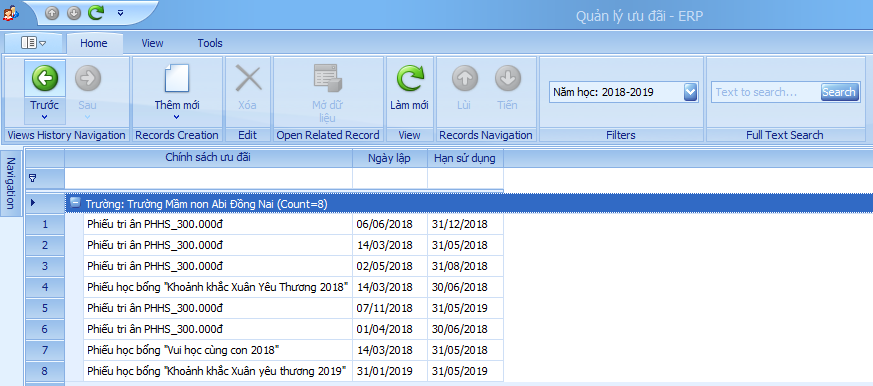 Quản lý ưu đãi - ERP
Home View Tools
Trước Sau Thêm mới Xóa Mở dữ liệu Làm mới Lùi Tiến Năm học: 2018-2019 Text to search... Search
Views History Navigation Records Creation Edit Open Related Record View Records Navigation Filters Full Text Search
Navigation
Chính sách ưu đãi Ngày lập Hạn sử dụng
Trường: Trường Mầm non Abi Đồng Nai (Count=8)
1 Phiếu tri ân PHHS_300.000đ 06/06/2018 31/12/2018
2 Phiếu tri ân PHHS_300.000đ 14/03/2018 31/05/2018
3 Phiếu tri ân PHHS_300.000đ 02/05/2018 31/08/2018
4 Phiếu học bổng "Khoảnh khắc Xuân Yêu Thương 2018" 14/03/2018 30/06/2018
5 Phiếu tri ân PHHS_300.000đ 07/11/2018 31/05/2019
6 Phiếu tri ân PHHS_300.000đ 01/04/2018 30/06/2018
7 Phiếu học bổng "Vui học cùng con 2018" 14/03/2018 31/05/2018
8 Phiếu học bổng "Khoảnh khắc Xuân yêu thương 2019" 31/01/2019 31/05/2019